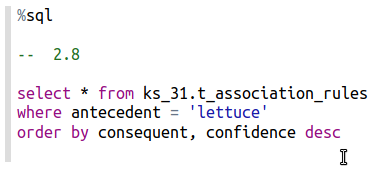 %sql
--  2.8
select * from ks_31.t_association_rules
where antecedent = 'lettuce'
order by consequent, confidence desc